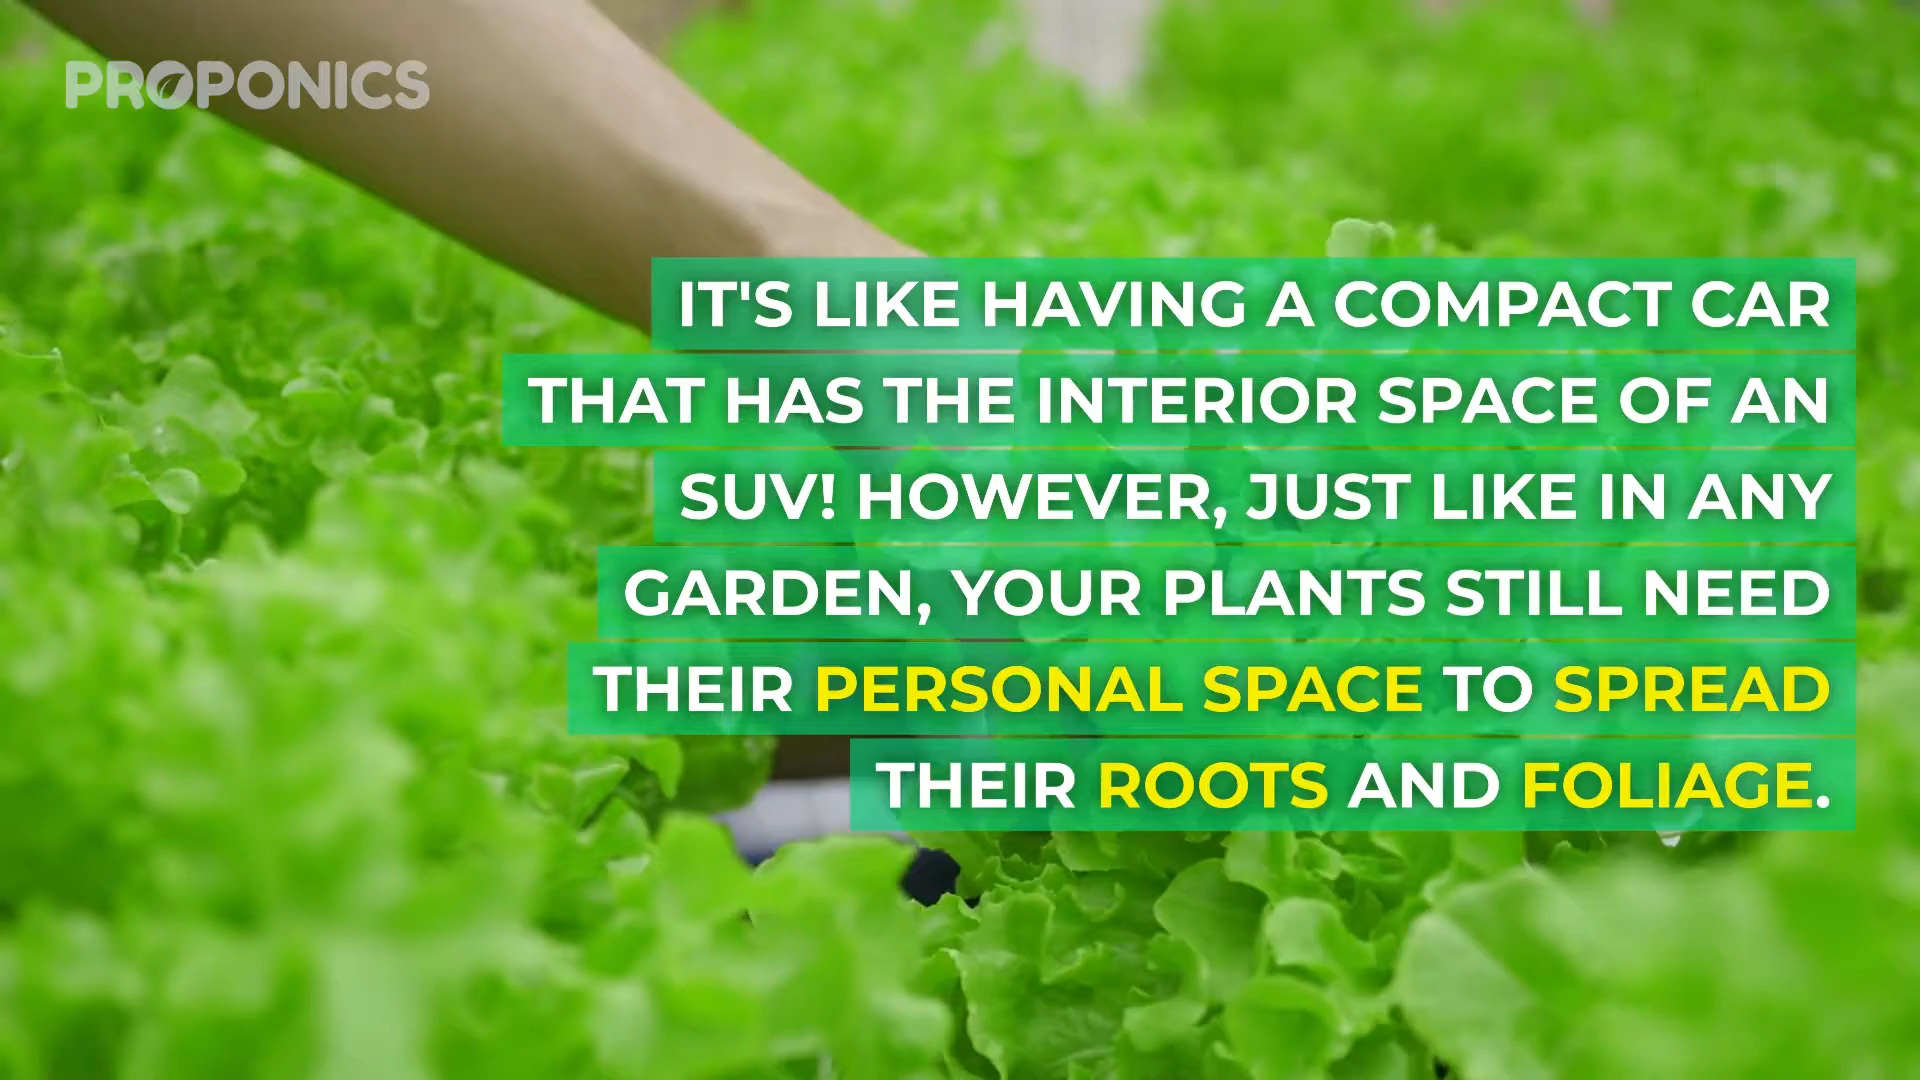 PROPONICS
IT'S LIKE HAVING A COMPACT CAR
THAT HAS THE INTERIOR SPACE OF AN
SUV! HOWEVER, JUST LIKE IN ANY
GARDEN, YOUR PLANTS STILL NEED
THEIR PERSONAL SPACE TO SPREAD
THEIR ROOTS AND FOLIAGE.